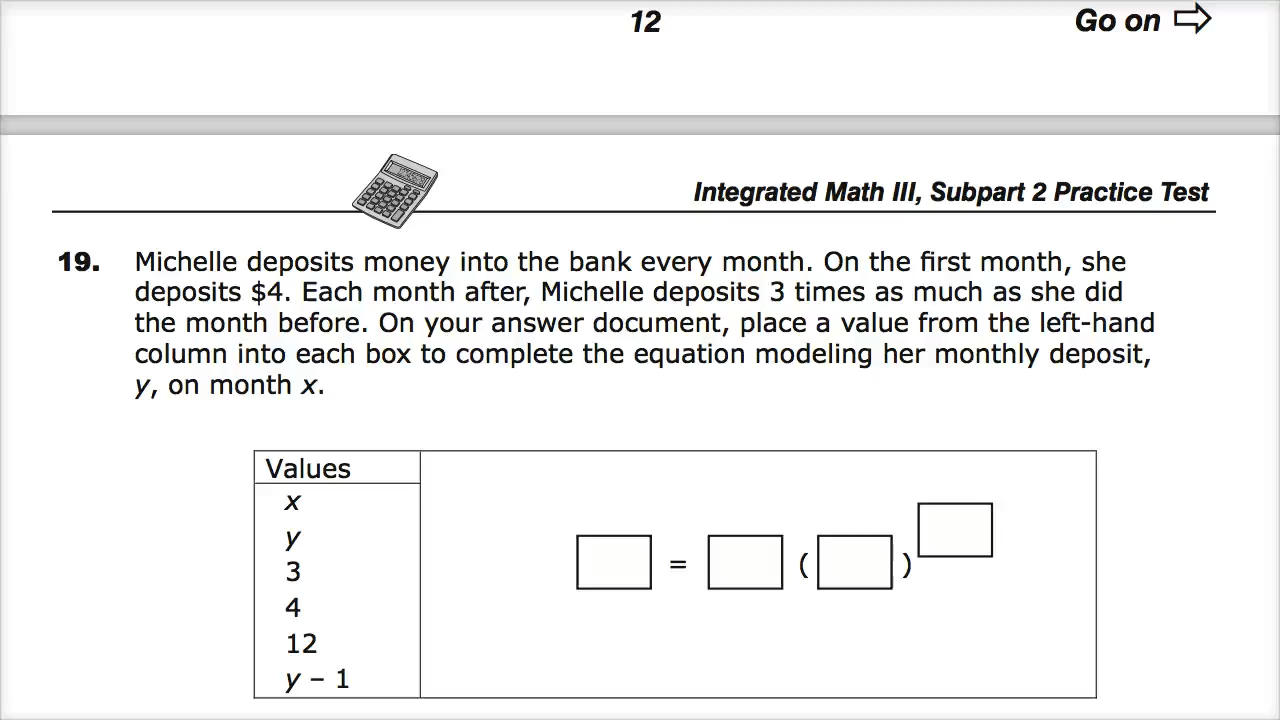 12
Go on
Integrated Math III, Subpart 2 Practice Test
19. Michelle deposits money into the bank every month. On the first month, she
deposits $4. Each month after, Michelle deposits 3 times as much as she did
the month before. On your answer document, place a value from the left-hand
column into each box to complete the equation modeling her monthly deposit,
y, on month x.
Values
x
y
3
4
12
y – 1
= ( )